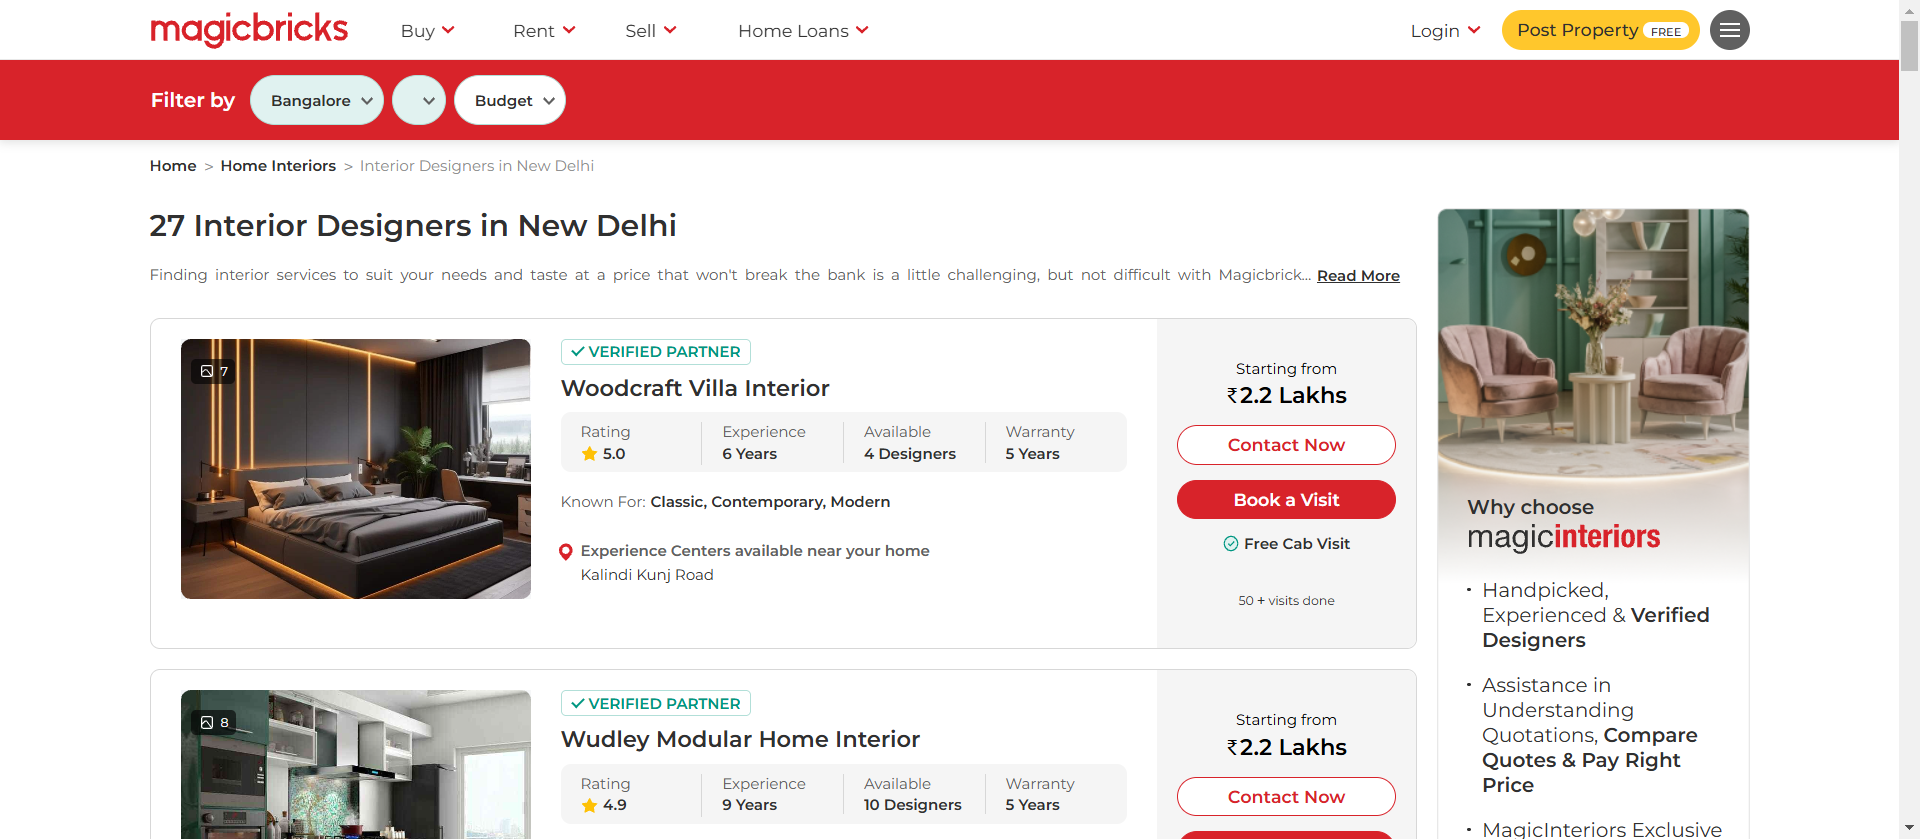 magicbricks
Buy
Rent
Sell
Home Loans
Login
Post Property FREE
Filter by
Bangalore
Budget
Home > Home Interiors > Interior Designers in New Delhi
27 Interior Designers in New Delhi
Finding interior services to suit your needs and taste at a price that won't break the bank is a little challenging, but not difficult with Magicbrick... Read More
7
VERIFIED PARTNER
Woodcraft Villa Interior
Rating
5.0
Experience
6 Years
Available
4 Designers
Warranty
5 Years
Known For: Classic, Contemporary, Modern
Experience Centers available near your home
Kalindi Kunj Road
Starting from
₹2.2 Lakhs
Contact Now
Book a Visit
Free Cab Visit
50 + visits done
8
VERIFIED PARTNER
Wudley Modular Home Interior
Rating
4.9
Experience
9 Years
Available
10 Designers
Warranty
5 Years
Starting from
₹2.2 Lakhs
Contact Now
Why choose
magicinteriors
· Handpicked,
Experienced & Verified
Designers
· Assistance in
Understanding
Quotations, Compare
Quotes & Pay Right
Price
· MagicInteriors Exclusive